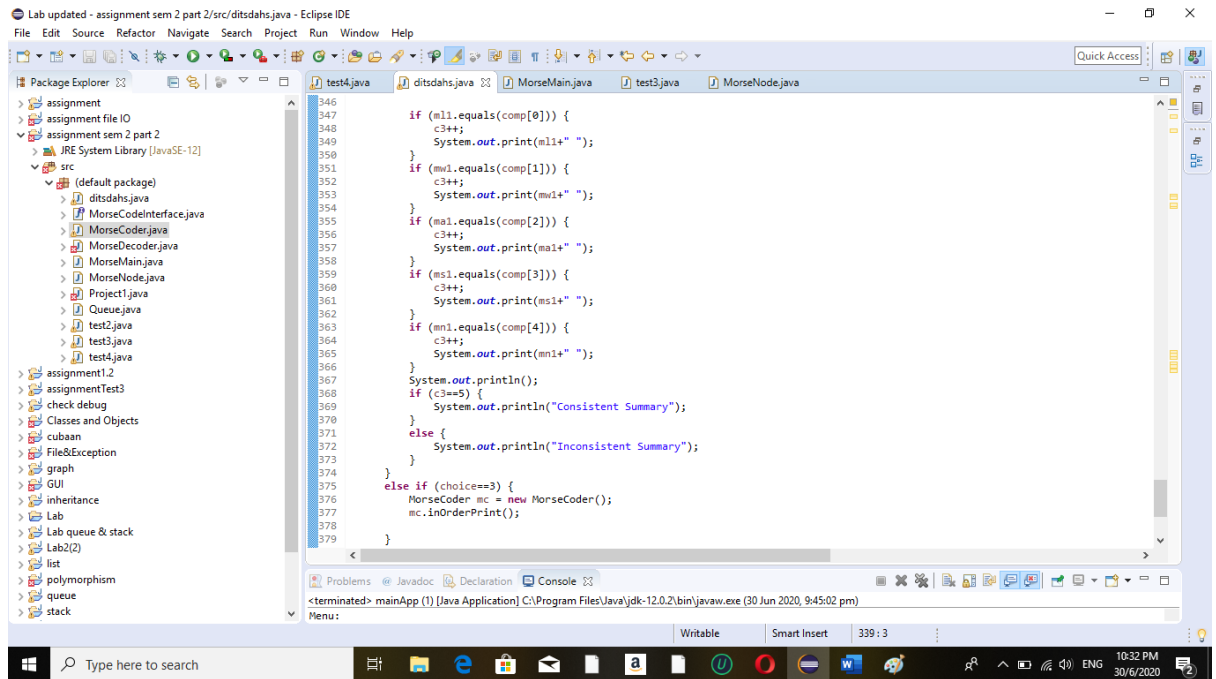 Lab updated - assignment sem 2 part 2/src/ditsdahs.java - Eclipse IDE
File Edit Source Refactor Navigate Search Project Run Window Help
Quick Access
Package Explorer
assignment
assignment file IO
assignment sem 2 part 2
JRE System Library [JavaSE-12]
src
(default package)
ditsdahs.java
MorseCodeInterface.java
MorseCoder.java
MorseDecoder.java
MorseMain.java
MorseNode.java
Project1.java
Queue.java
test2.java
test3.java
test4.java
assignment1.2
assignmentTest3
check debug
Classes and Objects
cubaan
File&Exception
graph
GUI
inheritance
Lab
Lab queue & stack
Lab2(2)
list
polymorphism
queue
stack
test4.java ditsdahs.java MorseMain.java test3.java MorseNode.java
346
347 if (ml1.equals(comp[0])) {
348 c3++;
349 System.out.print(ml1+" ");
350 }
351 if (mw1.equals(comp[1])) {
352 c3++;
353 System.out.print(mw1+" ");
354 }
355 if (ma1.equals(comp[2])) {
356 c3++;
357 System.out.print(ma1+" ");
358 }
359 if (ms1.equals(comp[3])) {
360 c3++;
361 System.out.print(ms1+" ");
362 }
363 if (mn1.equals(comp[4])) {
364 c3++;
365 System.out.print(mn1+" ");
366 }
367 System.out.println();
368 if (c3==5) {
369 System.out.println("Consistent Summary");
370 }
371 else {
372 System.out.println("Inconsistent Summary");
373 }
374 }
375 else if (choice==3) {
376 MorseCoder mc = new MorseCoder();
377 mc.inOrderPrint();
378
379 }
Problems Javadoc Declaration Console
<terminated> mainApp (1) [Java Application] C:\Program Files\Java\jdk-12.0.2\bin\javaw.exe (30 Jun 2020, 9:45:02 pm)
Menu:
Writable Smart Insert 339 : 3
Type here to search
ENG
10:32 PM
30/6/2020